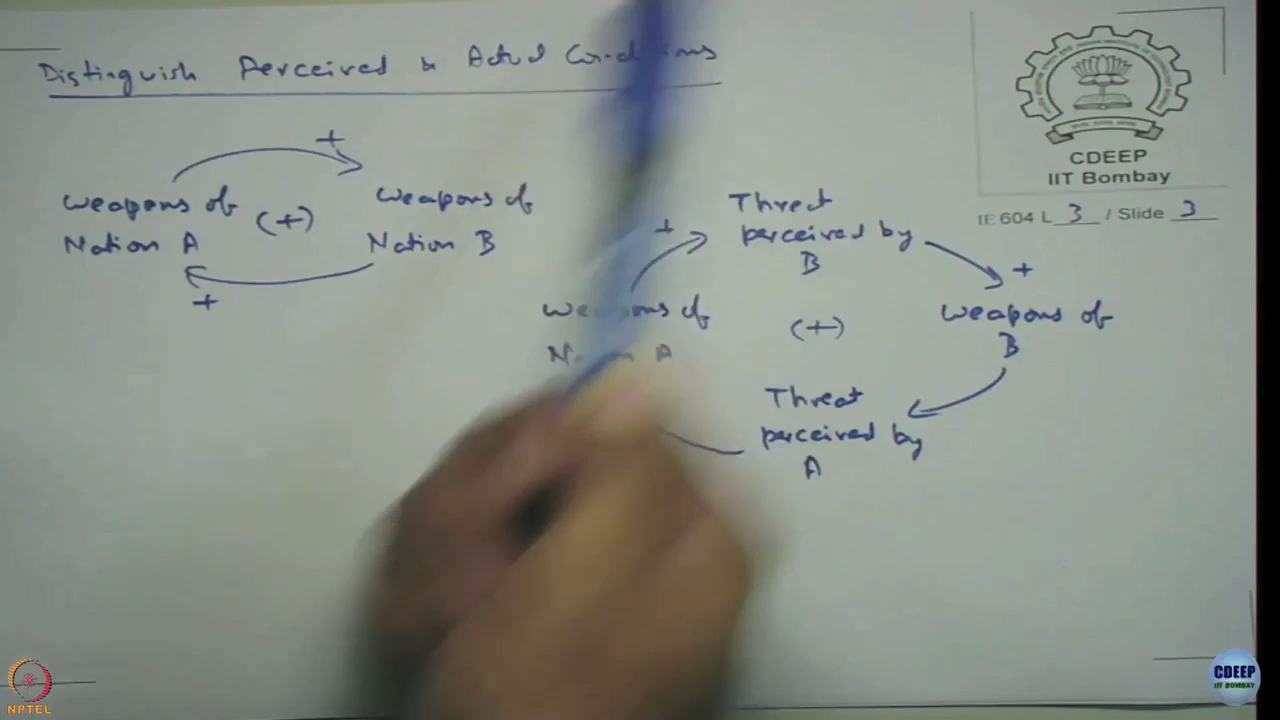 Distinguish Perceived & Actual Conditions
+
Weapons of
Nation A
(+)
Weapons of
Nation B
+
+
Threat
perceived by
B
+
Weapons of
Nation A
(+)
Weapons of
B
Threat
perceived by
A
CDEEP
IIT Bombay
IE 604 L 3 / Slide 3
NPTEL
CDEEP
IIT BOMBAY